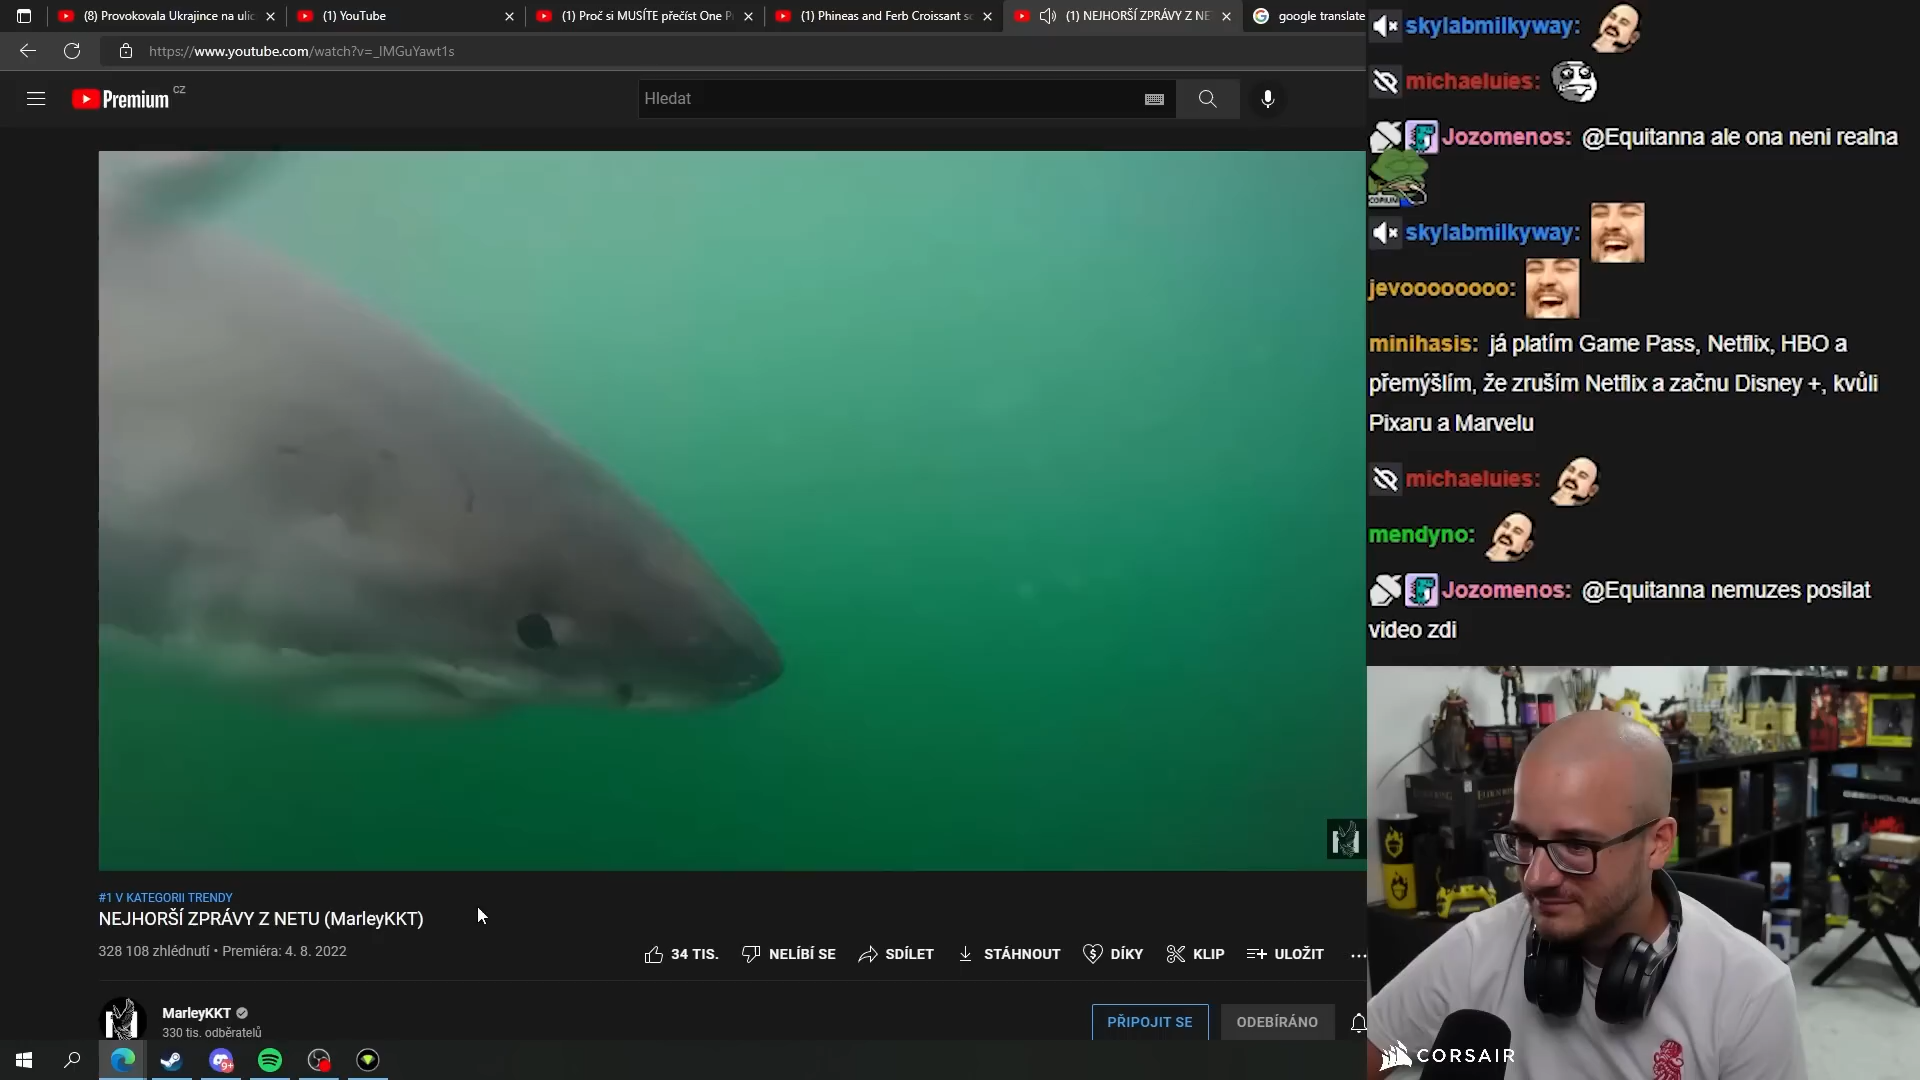 (8) Provokovala Ukrajince na ulic
(1) YouTube
(1) Proč si MUSÍTE přečíst One P
(1) Phineas and Ferb Croissant sc
(1) NEJHORŠÍ ZPRÁVY Z NE
google translate
https://www.youtube.com/watch?v=_IMGuYawt1s
Premium CZ
Hledat
#1 V KATEGORII TRENDY
NEJHORŠÍ ZPRÁVY Z NETU (MarleyKKT)
328 108 zhlédnutí • Premiéra: 4. 8. 2022
34 TIS.
NELÍBÍ SE
SDÍLET
STÁHNOUT
DÍKY
KLIP
ULOŽIT
MarleyKKT
330 tis. odběratelů
PŘIPOJIT SE
ODEBÍRÁNO
9+
skylabmilkyway:
michaeluies:
Jozomenos: @Equitanna ale ona neni realna
COPIUM
skylabmilkyway:
jevoooooooo:
minihasis: já platím Game Pass, Netflix, HBO a
přemýšlím, že zruším Netflix a začnu Disney +, kvůli
Pixaru a Marvelu
michaeluies:
mendyno:
Jozomenos: @Equitanna nemuzes posilat
video zdi
CORSAIR